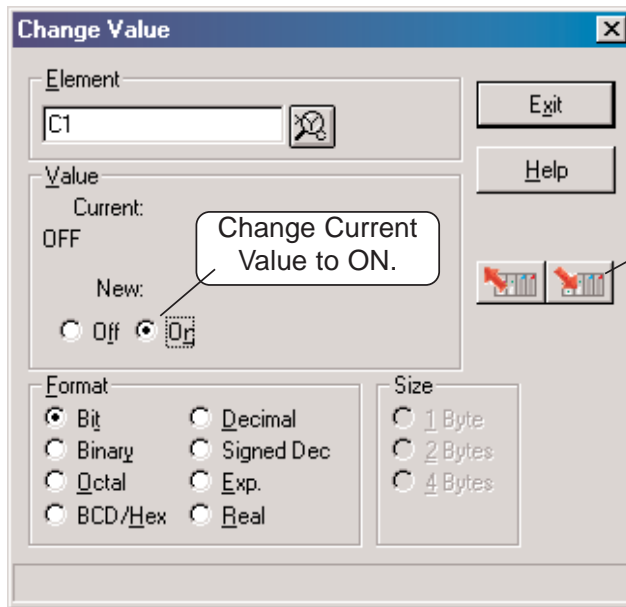 Change Value
Element
C1
Exit
Help
Value
Current:
OFF
Change Current
Value to ON.
New:
Off On
Format
Bit Decimal
Binary Signed Dec
Octal Exp.
BCD/Hex Real
Size
1 Byte
2 Bytes
4 Bytes